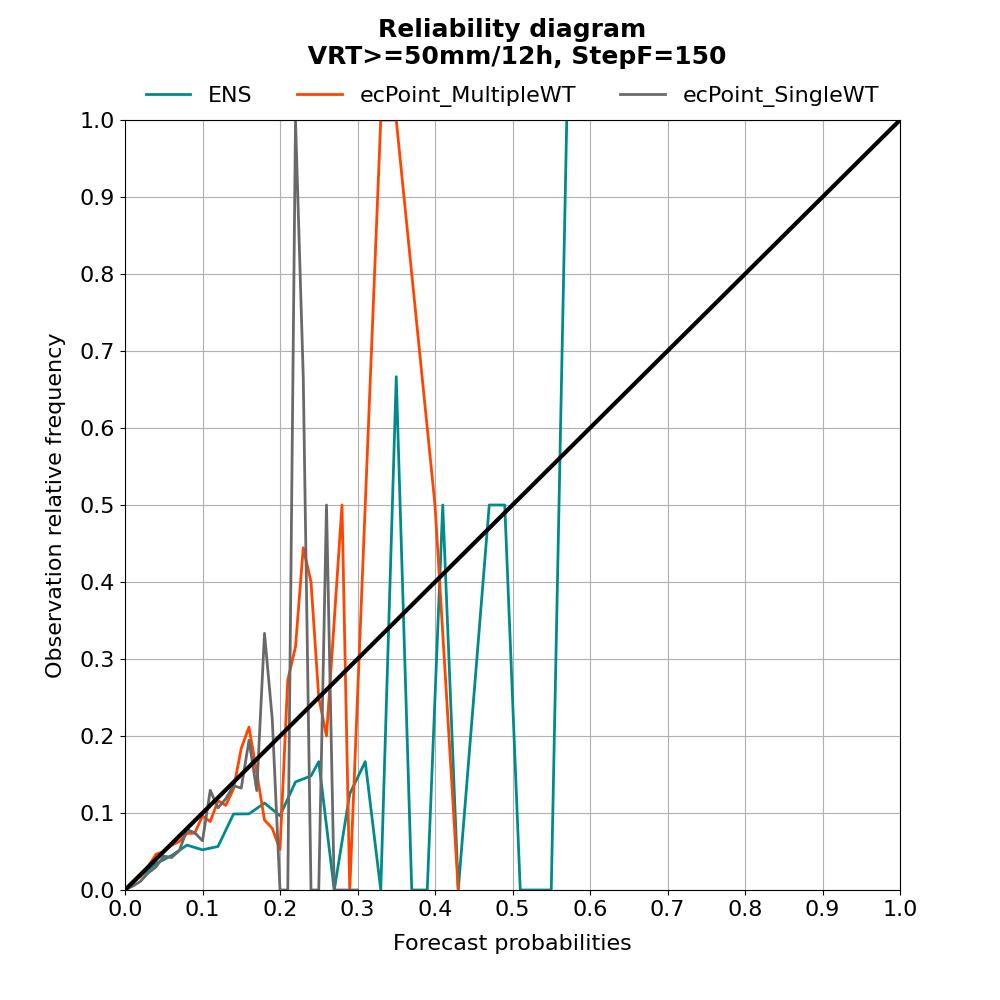 Reliability diagram
VRT>=50mm/12h, StepF=150
ENS ecPoint_MultipleWT ecPoint_SingleWT
1.0
0.9
0.8
0.7
0.6
0.5
0.4
0.3
0.2
0.1
0.0
Observation relative frequency
0.0 0.1 0.2 0.3 0.4 0.5 0.6 0.7 0.8 0.9 1.0
Forecast probabilities